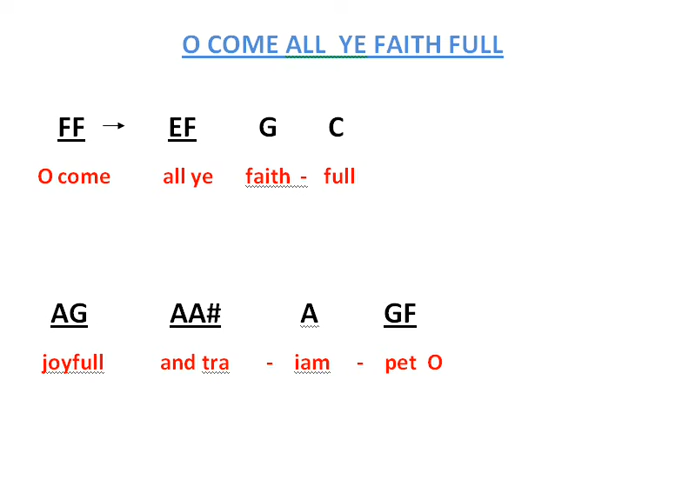 O COME ALL YE FAITH FULL
FF → EF G C
O come all ye faith - full
AG AA# A GF
joyfull and tra - iam - pet O